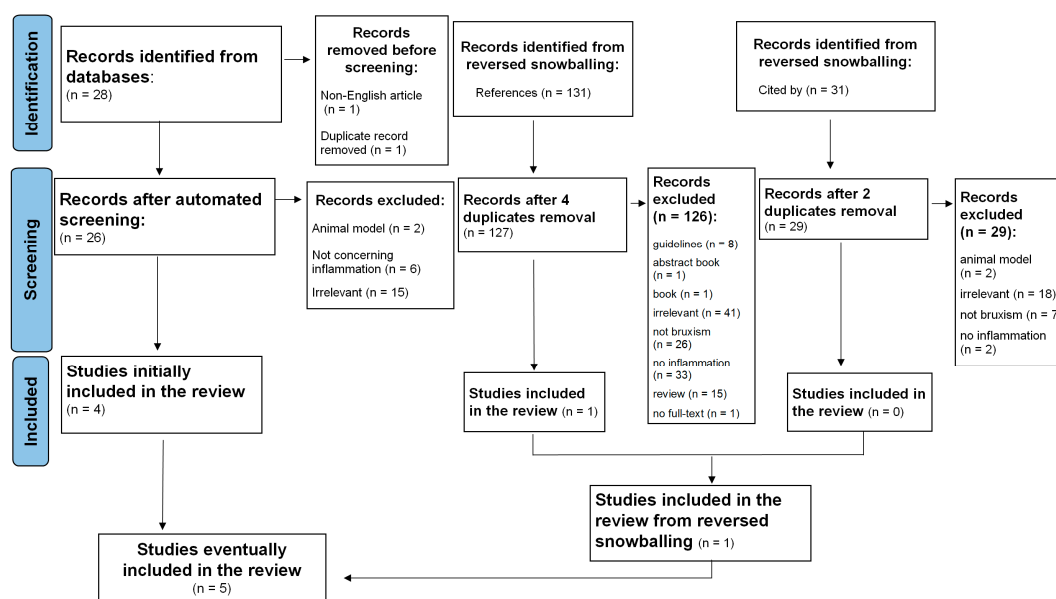 Identification
Records identified from
databases:
(n = 28)
Records
removed before
screening:
Non-English article
(n = 1)
Duplicate record
removed (n = 1)
Records identified from
reversed snowballing:
References (n = 131)
Records identified from
reversed snowballing:
Cited by (n = 31)
Screening
Records after automated
screening:
(n = 26)
Records excluded:
Animal model (n = 2)
Not concerning
inflammation (n = 6)
Irrelevant (n = 15)
Records after 4
duplicates removal
(n = 127)
Records
excluded
(n = 126):
guidelines (n = 8)
abstract book
(n = 1)
book (n = 1)
irrelevant (n = 41)
not bruxism
(n = 26)
no inflammation
(n = 33)
review (n = 15)
no full-text (n = 1)
Records after 2
duplicates removal
(n = 29)
Records
excluded
(n = 29):
animal model
(n = 2)
irrelevant (n = 18)
not bruxism (n = 7
no inflammation
(n = 2)
Included
Studies initially
included in the review
(n = 4)
Studies included
in the review (n = 1)
Studies included in
the review (n = 0)
Studies included in the
review from reversed
snowballing (n = 1)
Studies eventually
included in the review
(n = 5)